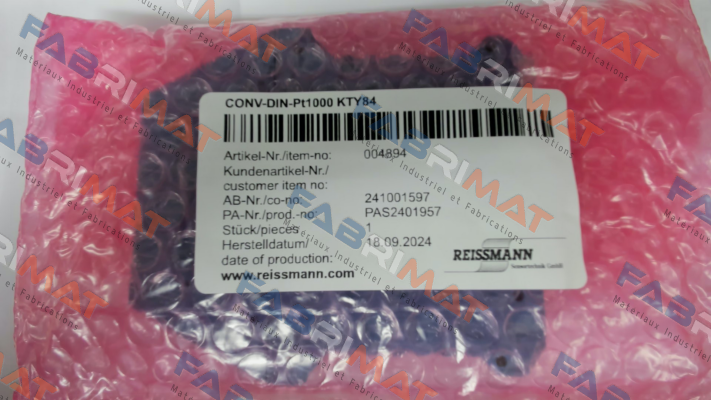 CONV-DIN-Pt1000 KTY84
Artikel-Nr./item-no: 004894
Kundenartikel-Nr./
customer item no:
AB-Nr./co-no: 241001597
PA-Nr./prod.-no: PAS2401957
Stück/pieces 1
Herstelldatum/ 18.09.2024
date of production:
www.reissmann.com
REISSMANN
Sensortechnik GmbH
FABRIMAT
Materiaux Industriel et Fabrications